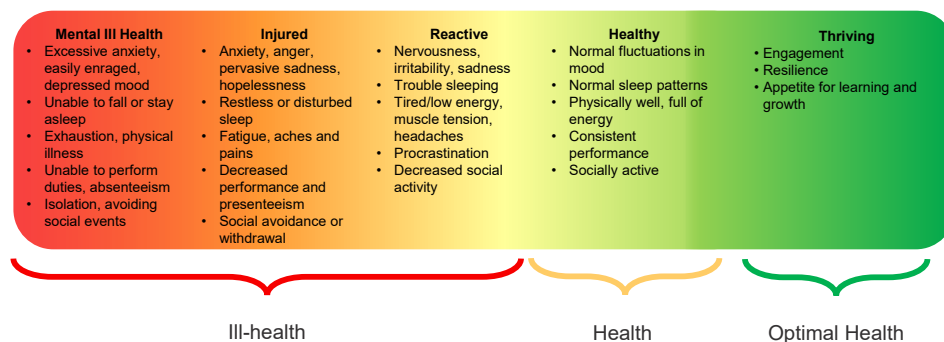 Mental Ill Health
• Excessive anxiety,
easily enraged,
depressed mood
• Unable to fall or stay
asleep
• Exhaustion, physical
illness
• Unable to perform
duties, absenteeism
• Isolation, avoiding
social events
Injured
• Anxiety, anger,
pervasive sadness,
hopelessness
• Restless or disturbed
sleep
• Fatigue, aches and
pains
• Decreased
performance and
presenteeism
• Social avoidance or
withdrawal
Reactive
• Nervousness,
irritability, sadness
• Trouble sleeping
• Tired/low energy,
muscle tension,
headaches
• Procrastination
• Decreased social
activity
Healthy
• Normal fluctuations in
mood
• Normal sleep patterns
• Physically well, full of
energy
• Consistent
performance
• Socially active
Thriving
• Engagement
• Resilience
• Appetite for learning and
growth
Ill-health
Health
Optimal Health